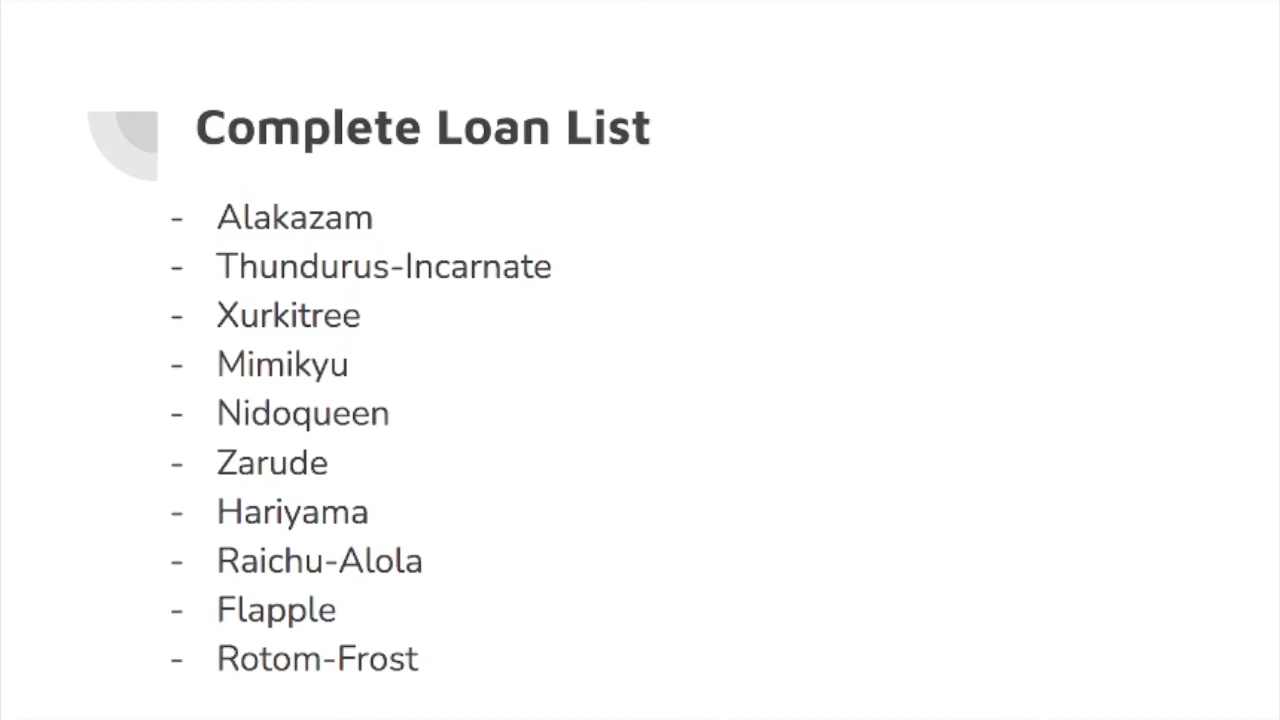 Complete Loan List
- Alakazam
- Thundurus-Incarnate
- Xurkitree
- Mimikyu
- Nidoqueen
- Zarude
- Hariyama
- Raichu-Alola
- Flapple
- Rotom-Frost